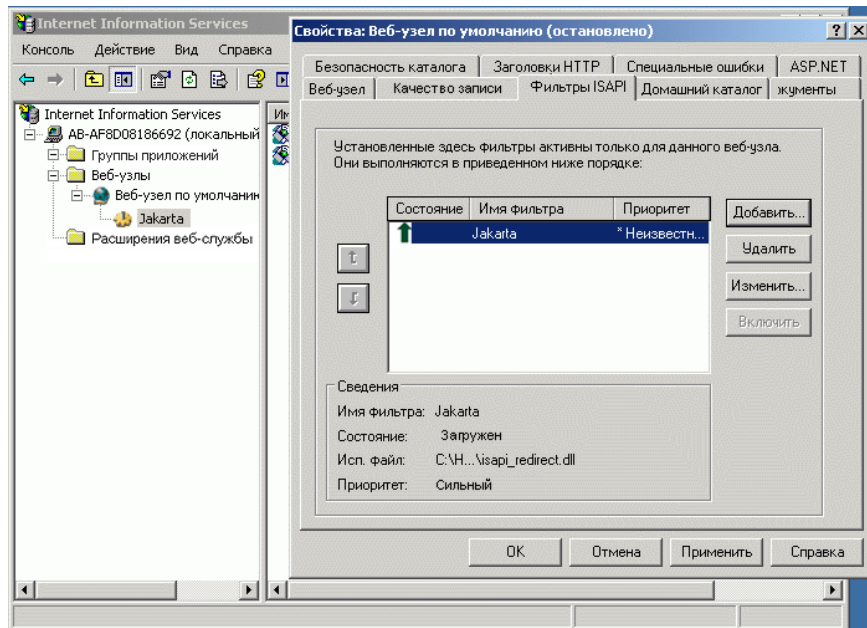 Internet Information Services
Консоль Действие Вид Справка
Internet Information Services
AB-AF8D08186692 (локальный
Группы приложений
Веб-узлы
Веб-узел по умолчани
Jakarta
Расширения веб-службы
Свойства: Веб-узел по умолчанию (остановлено)
Безопасность каталога Заголовки HTTP Специальные ошибки ASP.NET
Веб-узел Качество записи Фильтры ISAPI Домашний каталог жументы
Установленные здесь фильтры активны только для данного веб-узла.
Они выполняются в приведенном ниже порядке:
Состояние Имя фильтра Приоритет
Jakarta * Неизвестн...
Добавить...
Удалить
Изменить...
Включить
Сведения
Имя фильтра: Jakarta
Состояние: Загружен
Исп. файл: C:\H...\isapi_redirect.dll
Приоритет: Сильный
OK Отмена Применить Справка